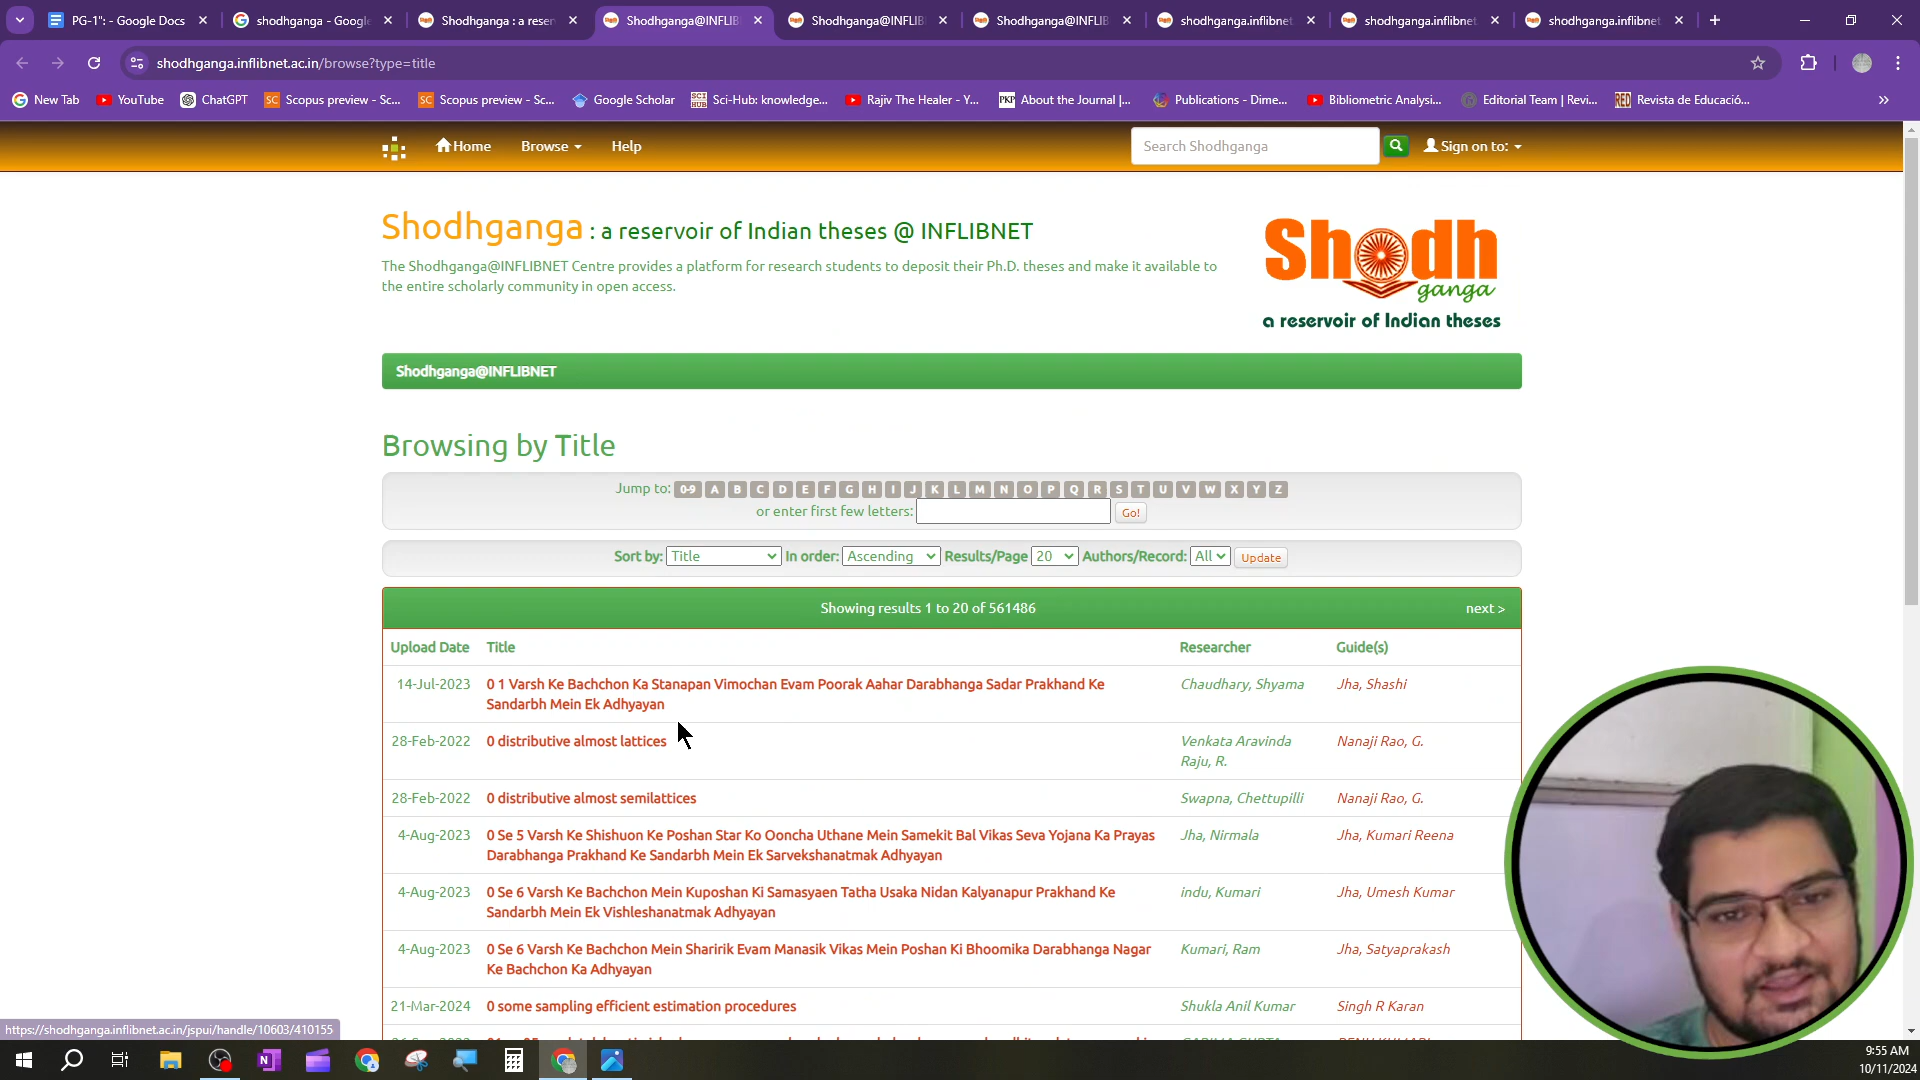 PG-1": - Google Docs
shodhganga - Google
Shodhganga : a reser
Shodhganga@INFLIB
Shodhganga@INFLIB
Shodhganga@INFLIB
shodhganga.inflibnet.
shodhganga.inflibnet.
shodhganga.inflibnet
shodhganga.inflibnet.ac.in/browse?type=title
New Tab
YouTube
ChatGPT
Scopus preview - Sc...
Scopus preview - Sc...
Google Scholar
Sci-Hub: knowledge...
Rajiv The Healer - Y...
About the Journal |...
Publications - Dime...
Bibliometric Analysi...
Editorial Team | Revi...
Revista de Educació...
Home
Browse
Help
Search Shodhganga
Sign on to:
Shodhganga : a reservoir of Indian theses @ INFLIBNET
The Shodhganga@INFLIBNET Centre provides a platform for research students to deposit their Ph.D. theses and make it available to
the entire scholarly community in open access.
Shodh
ganga
a reservoir of Indian theses
Shodhganga@INFLIBNET
Browsing by Title
Jump to: 0-9 A B C D E F G H I J K L M N O P Q R S T U V W X Y Z
or enter first few letters: Go!
Sort by: Title In order: Ascending Results/Page 20 Authors/Record: All Update
Showing results 1 to 20 of 561486 next >
Upload Date Title Researcher Guide(s)
14-Jul-2023 0 1 Varsh Ke Bachchon Ka Stanapan Vimochan Evam Poorak Aahar Darabhanga Sadar Prakhand Ke Chaudhary, Shyama Jha, Shashi
Sandarbh Mein Ek Adhyayan
28-Feb-2022 0 distributive almost lattices Venkata Aravinda Nanaji Rao, G.
Raju, R.
28-Feb-2022 0 distributive almost semilattices Swapna, Chettupilli Nanaji Rao, G.
4-Aug-2023 0 Se 5 Varsh Ke Shishuon Ke Poshan Star Ko Ooncha Uthane Mein Samekit Bal Vikas Seva Yojana Ka Prayas Jha, Nirmala Jha, Kumari Reena
Darabhanga Prakhand Ke Sandarbh Mein Ek Sarvekshanatmak Adhyayan
4-Aug-2023 0 Se 6 Varsh Ke Bachchon Mein Kuposhan Ki Samasyaen Tatha Usaka Nidan Kalyanapur Prakhand Ke indu, Kumari Jha, Umesh Kumar
Sandarbh Mein Ek Vishleshanatmak Adhyayan
4-Aug-2023 0 Se 6 Varsh Ke Bachchon Mein Sharirik Evam Manasik Vikas Mein Poshan Ki Bhoomika Darabhanga Nagar Kumari, Ram Jha, Satyaprakash
Ke Bachchon Ka Adhyayan
21-Mar-2024 0 some sampling efficient estimation procedures Shukla Anil Kumar Singh R Karan
https://shodhganga.inflibnet.ac.in/jspui/handle/10603/410155
9:55 AM
10/11/2024